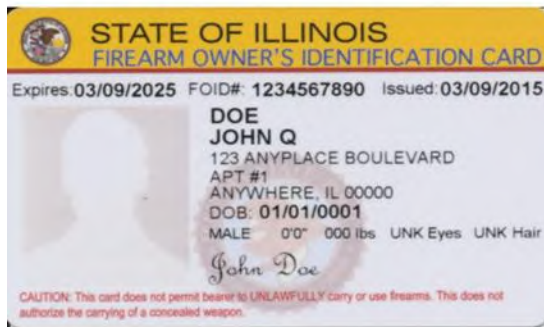 STATE OF ILLINOIS
FIREARM OWNER'S IDENTIFICATION CARD
Expires:03/09/2025 FOID#: 1234567890 Issued:03/09/2015
DOE
JOHN Q
123 ANYPLACE BOULEVARD
APT #1
ANYWHERE, IL 00000
DOB: 01/01/0001
MALE 0'0" 000 lbs UNK Eyes UNK Hair
John Doe
CAUTION: This card does not permit bearer to UNLAWFULLY carry or use firearms. This does not
authorize the carrying of a concealed weapon.